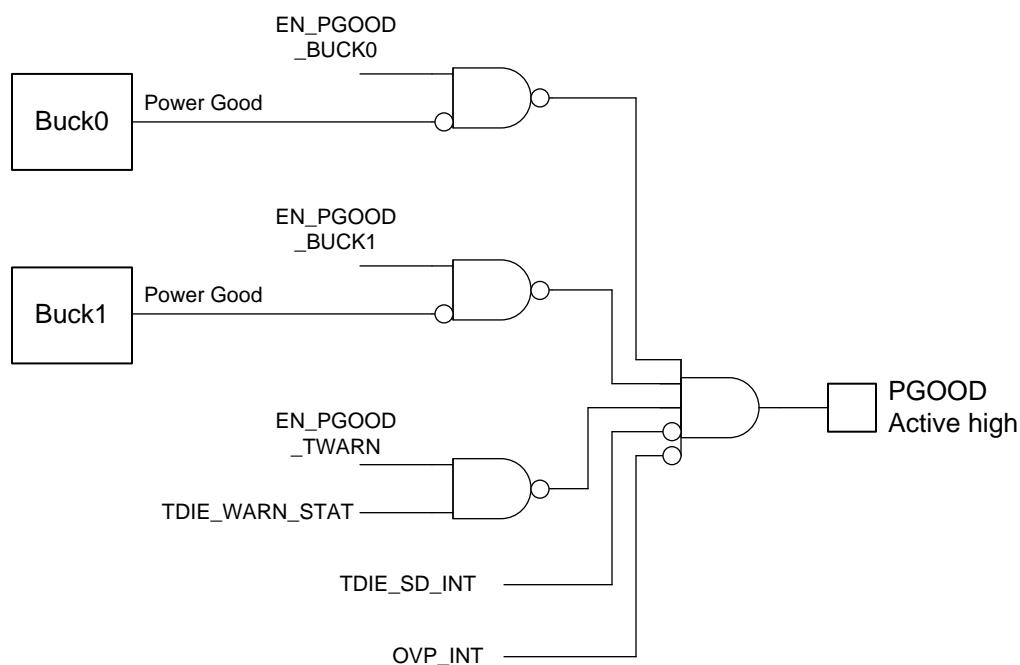 EN_PGOOD
_BUCK0
Power Good
Buck0
EN_PGOOD
_BUCK1
Power Good
Buck1
PGOOD
Active high
EN_PGOOD
_TWARN
TDIE_WARN_STAT
TDIE_SD_INT
OVP_INT